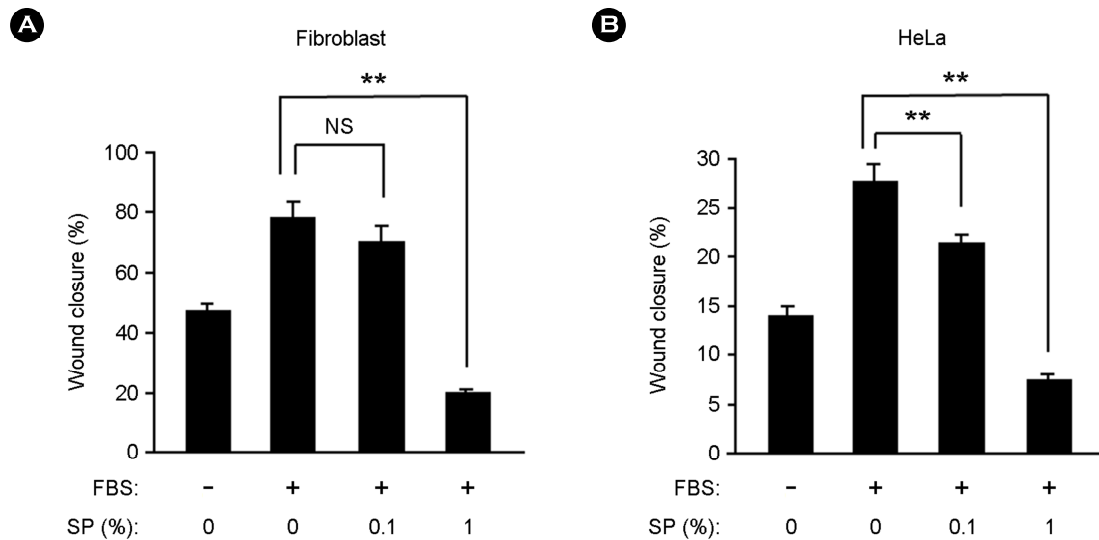 A
Fibroblast
**
NS
100
80
60
40
20
0
Wound closure (%)
FBS: − + + +
SP (%): 0 0 0.1 1
B
HeLa
**
**
30
25
20
15
10
5
0
Wound closure (%)
FBS: − + + +
SP (%): 0 0 0.1 1